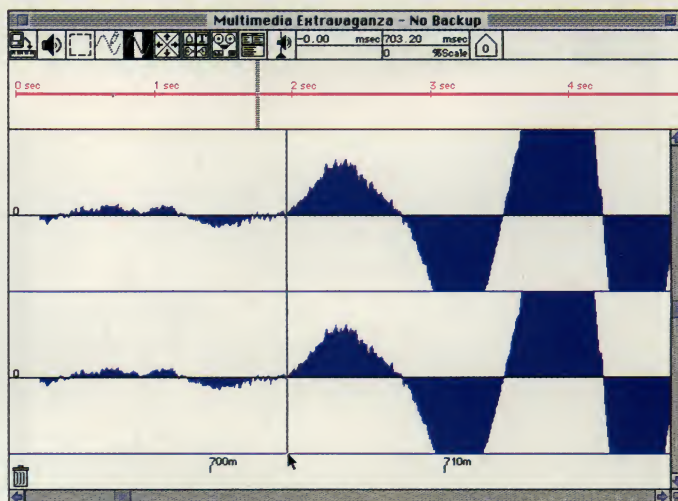 Multimedia Extravaganza - No Backup
-0.00 msec 703.20 msec
0 %Scale
0
0 sec 1 sec 2 sec 3 sec 4 sec
0
0
700m 710m